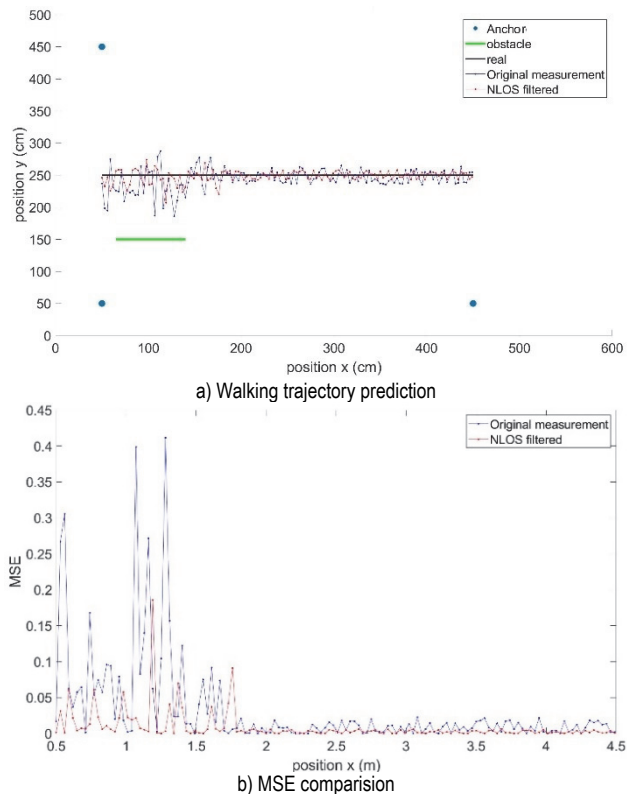 500
450
400
350
300
250
200
150
100
50
0
position y (cm)
Anchor
obstacle
real
Original measurement
NLOS filtered
0 100 200 300 400 500 600
position x (cm)
a) Walking trajectory prediction
0.45
0.4
0.35
0.3
0.25
0.2
0.15
0.1
0.05
0
MSE
Original measurement
NLOS filtered
0.5 1 1.5 2 2.5 3 3.5 4 4.5
position x (m)
b) MSE comparision